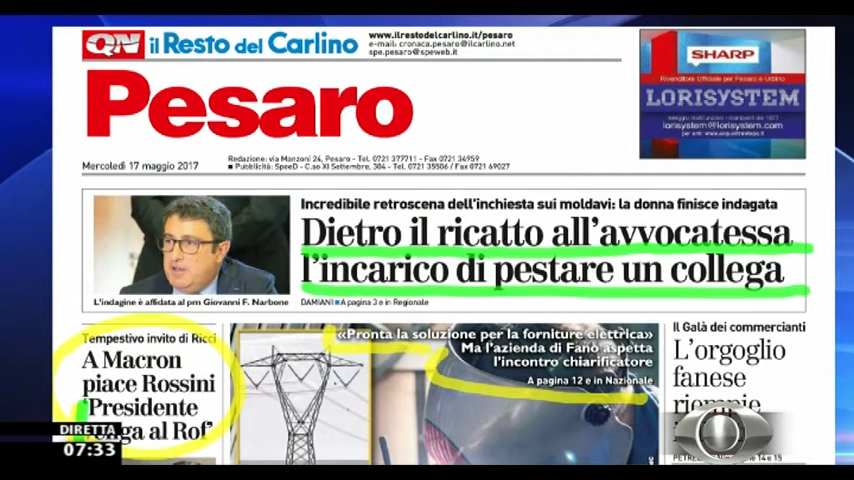 QN il Resto del Carlino
www.ilrestodelcarlino.it/pesaro
e-mail: cronaca.pesaro@ilcarlino.net
spe.pesaro@speweb.it
SHARP
Rivenditore Ufficiale per Pesaro e Urbino
LORISYSTEM
lorisystem@lorisystem.com
Pesaro
Mercoledì 17 maggio 2017
Redazione: via Manzoni 24, Pesaro - Tel. 0721 377711 - Fax 0721 34959
■ Pubblicità: SpeeD - C.so XI Settembre, 304 - Tel. 0721 35506 / Fax 0721 69027
Incredibile retroscena dell'inchiesta sui moldavi: la donna finisce indagata
Dietro il ricatto all'avvocatessa
l'incarico di pestare un collega
L'indagine è affidata al pm Giovanni F. Narbone
DAMIANI ■ A pagina 3 e in Regionale
Tempestivo invito di Ricci
A Macron
piace Rossini
'Presidente
venga al Rof'
«Pronta la soluzione per la forniture elettrica»
Ma l'azienda di Fano aspetta
l'incontro chiarificatore
A pagina 12 e in Nazionale
Il Galà dei commercianti
L'orgoglio
fanese
riempie
DIRETTA
07:33